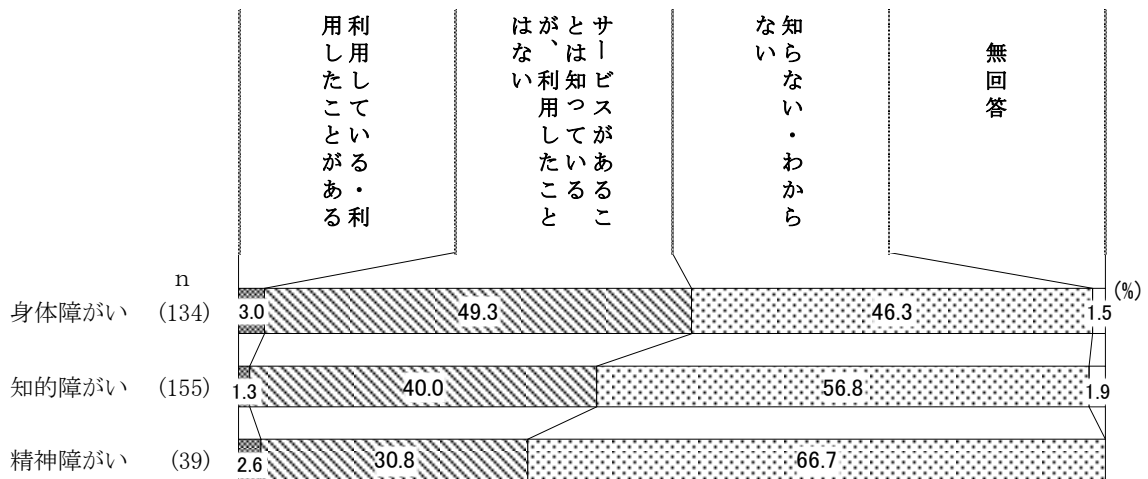 利用している・利
用したことがある
サービスがあるこ
とは知っている
が、利用したこと
はない
知らない・わから
ない
無回答
n
(%)
身体障がい (134) 3.0 49.3 46.3 1.5
知的障がい (155) 1.3 40.0 56.8 1.9
精神障がい (39) 2.6 30.8 66.7